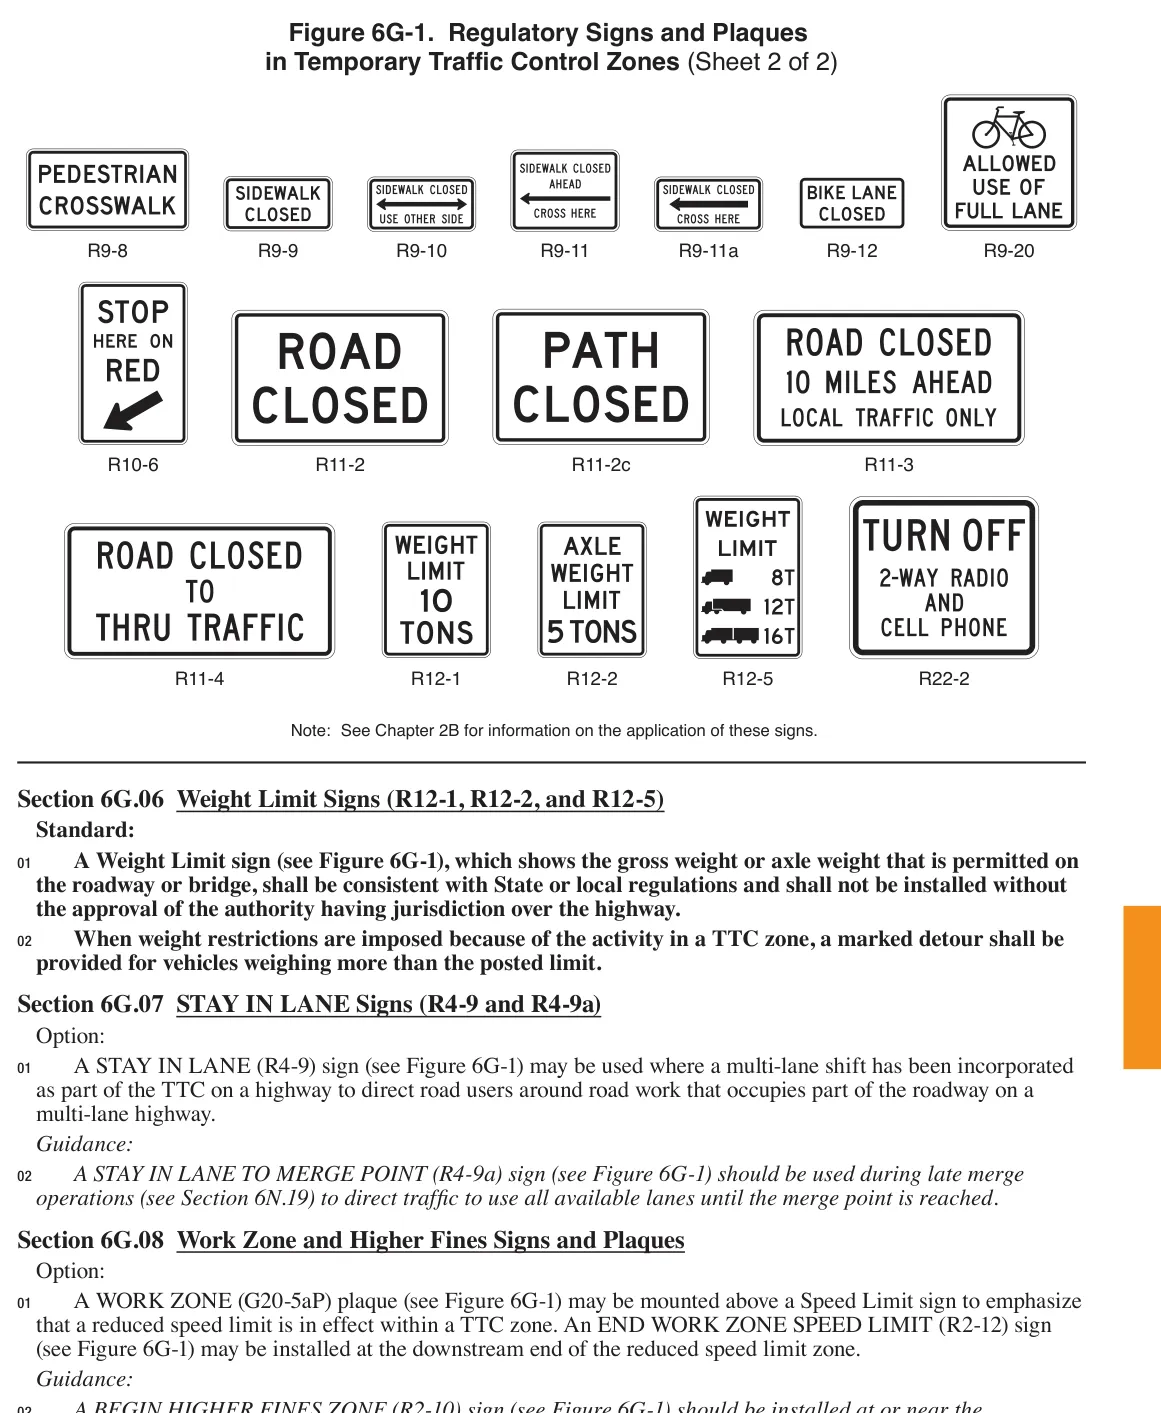 Figure 6G-1. Regulatory Signs and Plaques
in Temporary Traffic Control Zones (Sheet 2 of 2)
PEDESTRIAN
CROSSWALK
R9-8
SIDEWALK
CLOSED
R9-9
SIDEWALK CLOSED
USE OTHER SIDE
R9-10
SIDEWALK CLOSED
AHEAD
CROSS HERE
R9-11
SIDEWALK CLOSED
CROSS HERE
R9-11a
BIKE LANE
CLOSED
R9-12
ALLOWED
USE OF
FULL LANE
R9-20
STOP
HERE ON
RED
R10-6
ROAD
CLOSED
R11-2
PATH
CLOSED
R11-2c
ROAD CLOSED
10 MILES AHEAD
LOCAL TRAFFIC ONLY
R11-3
ROAD CLOSED
TO
THRU TRAFFIC
R11-4
WEIGHT
LIMIT
10
TONS
R12-1
AXLE
WEIGHT
LIMIT
5 TONS
R12-2
WEIGHT
LIMIT
8T
12T
16T
R12-5
TURN OFF
2-WAY RADIO
AND
CELL PHONE
R22-2
Note: See Chapter 2B for information on the application of these signs.
Section 6G.06 Weight Limit Signs (R12-1, R12-2, and R12-5)
Standard:
01 A Weight Limit sign (see Figure 6G-1), which shows the gross weight or axle weight that is permitted on
the roadway or bridge, shall be consistent with State or local regulations and shall not be installed without
the approval of the authority having jurisdiction over the highway.
02 When weight restrictions are imposed because of the activity in a TTC zone, a marked detour shall be
provided for vehicles weighing more than the posted limit.
Section 6G.07 STAY IN LANE Signs (R4-9 and R4-9a)
Option:
01 A STAY IN LANE (R4-9) sign (see Figure 6G-1) may be used where a multi-lane shift has been incorporated
as part of the TTC on a highway to direct road users around road work that occupies part of the roadway on a
multi-lane highway.
Guidance:
02 A STAY IN LANE TO MERGE POINT (R4-9a) sign (see Figure 6G-1) should be used during late merge
operations (see Section 6N.19) to direct traffic to use all available lanes until the merge point is reached.
Section 6G.08 Work Zone and Higher Fines Signs and Plaques
Option:
01 A WORK ZONE (G20-5aP) plaque (see Figure 6G-1) may be mounted above a Speed Limit sign to emphasize
that a reduced speed limit is in effect within a TTC zone. An END WORK ZONE SPEED LIMIT (R2-12) sign
(see Figure 6G-1) may be installed at the downstream end of the reduced speed limit zone.
Guidance:
02 A BEGIN HIGHER FINES ZONE (R2-10) sign (see Figure 6G-1) should be installed at or near the